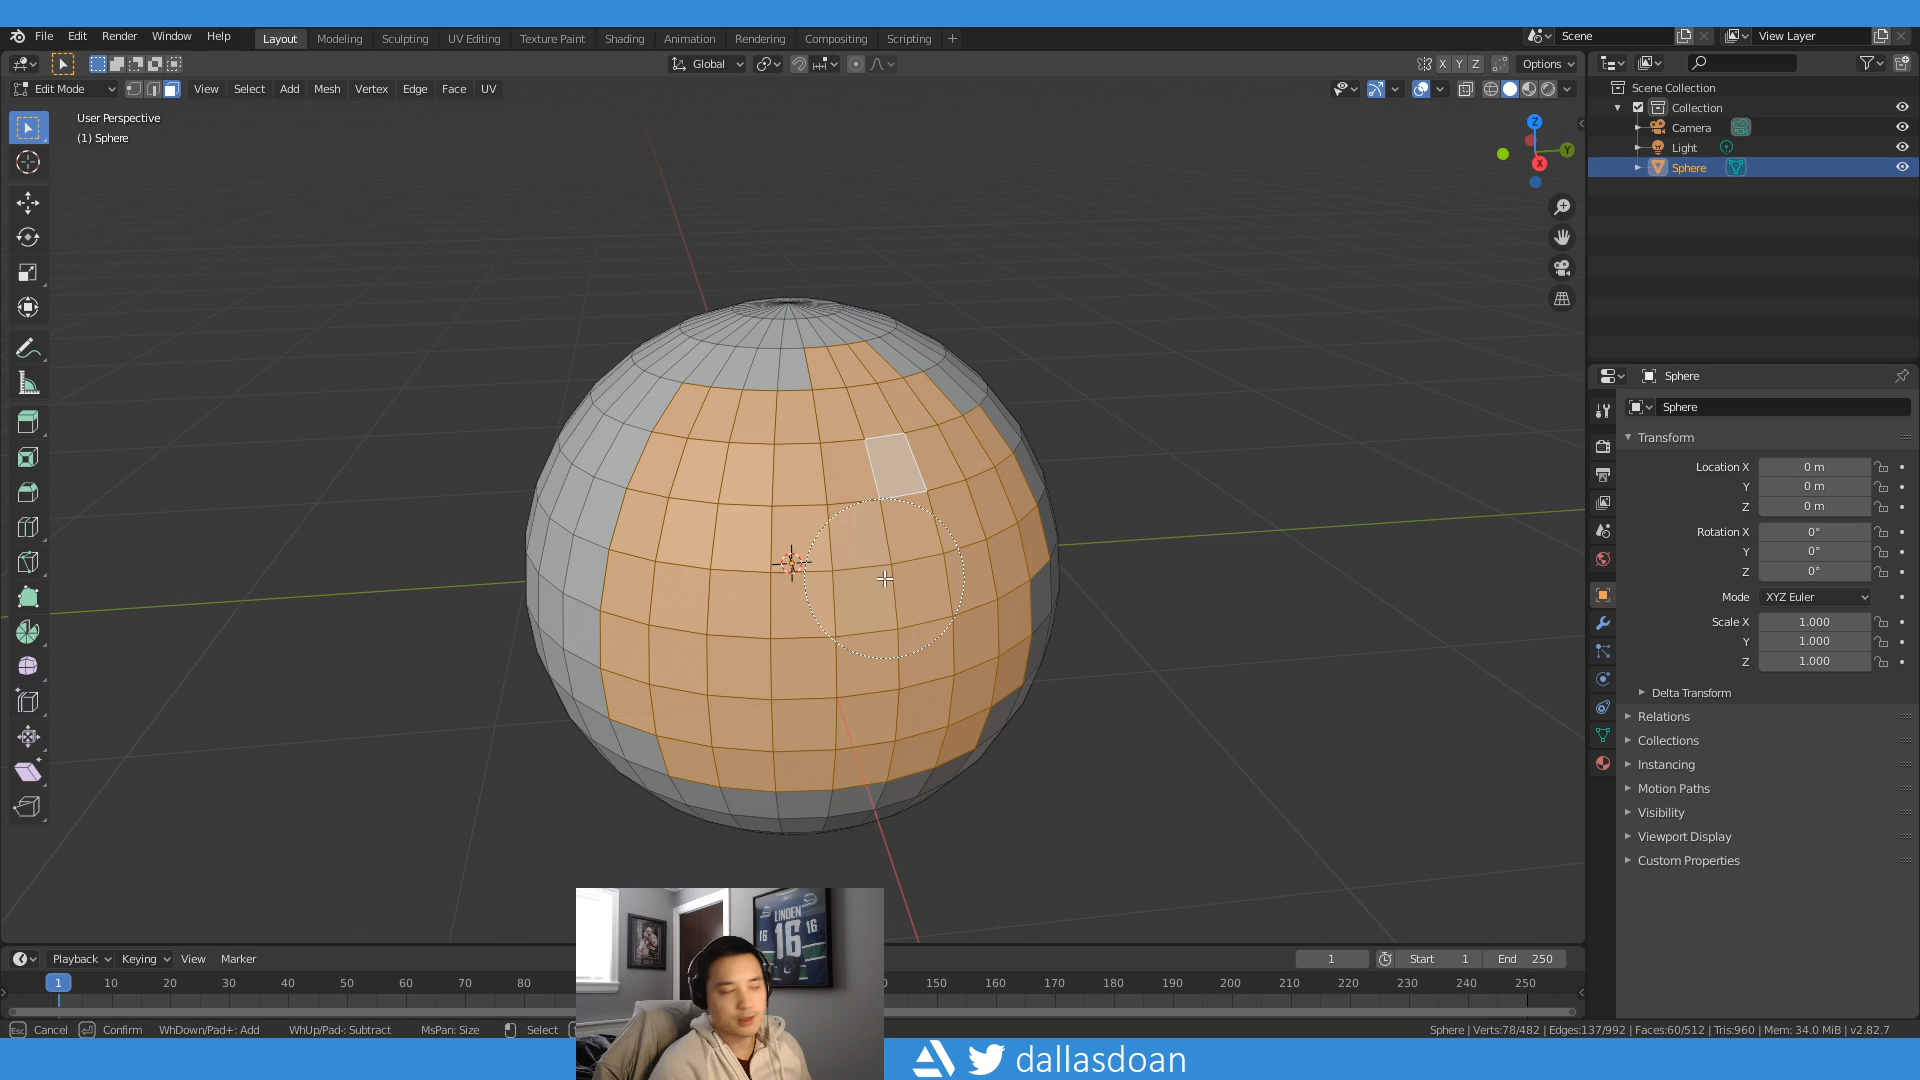 File Edit Render Window Help Layout Modeling Sculpting UV Editing Texture Paint Shading Animation Rendering Compositing Scripting + Scene View Layer
Global X Y Z Options
Edit Mode View Select Add Mesh Vertex Edge Face UV
User Perspective
(1) Sphere
Z
Y
X
Scene Collection
Collection
Camera
Light
Sphere
Sphere
Sphere
Transform
Location X 0 m
Y 0 m
Z 0 m
Rotation X 0°
Y 0°
Z 0°
Mode XYZ Euler
Scale X 1.000
Y 1.000
Z 1.000
Delta Transform
Relations
Collections
Instancing
Motion Paths
Visibility
Viewport Display
Custom Properties
Playback Keying View Marker 1 Start 1 End 250
1 10 20 30 40 50 60 70 80 150 160 170 180 190 200 210 220 230 240 250
Esc Cancel Confirm WhDown/Pad+: Add WhUp/Pad-: Subtract MsPan: Size Select
Sphere | Verts:78/482 | Edges:137/992 | Faces:60/512 | Tris:960 | Mem: 34.0 MiB | v2.82.7
LINDEN
16 16 16
dallasdoan